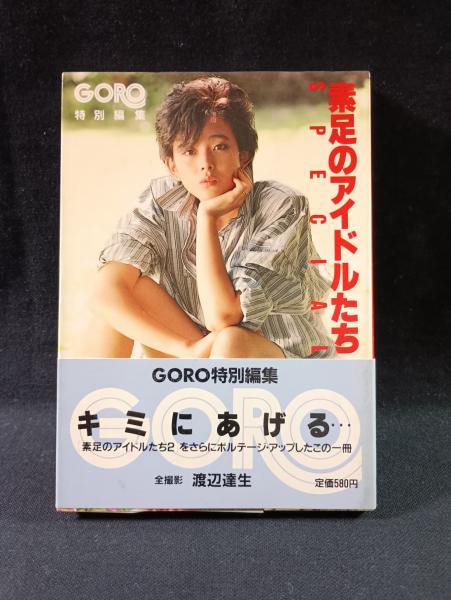 GORO
特別編集
素足のアイドルたち
SPECIAL
GORO特別編集
GORO
キミにあげる…
素足のアイドルたち2 をさらにボルテージ・アップしたこの一冊
全撮影 渡辺達生
定価580円